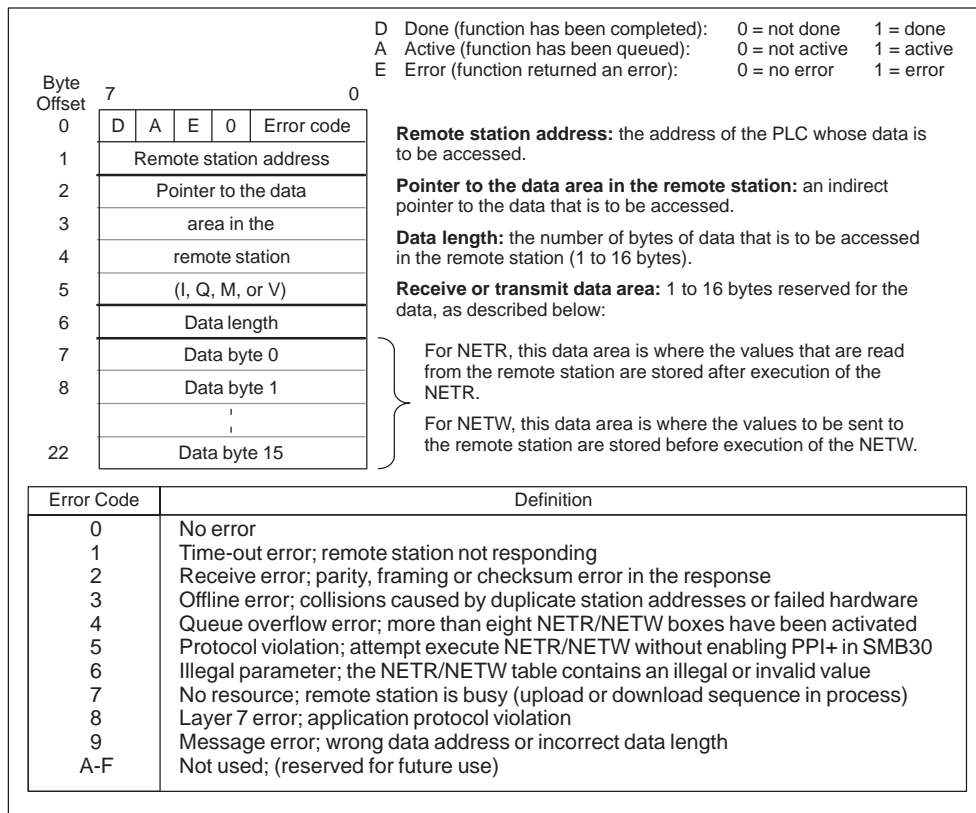 D Done (function has been completed): 0 = not done 1 = done
A Active (function has been queued): 0 = not active 1 = active
E Error (function returned an error): 0 = no error 1 = error
Byte
Offset
7 0
0 D A E 0 Error code
1 Remote station address
2 Pointer to the data
3 area in the
4 remote station
5 (I, Q, M, or V)
6 Data length
7 Data byte 0
8 Data byte 1
22 Data byte 15
Remote station address: the address of the PLC whose data is
to be accessed.
Pointer to the data area in the remote station: an indirect
pointer to the data that is to be accessed.
Data length: the number of bytes of data that is to be accessed
in the remote station (1 to 16 bytes).
Receive or transmit data area: 1 to 16 bytes reserved for the
data, as described below:
For NETR, this data area is where the values that are read
from the remote station are stored after execution of the
NETR.
For NETW, this data area is where the values to be sent to
the remote station are stored before execution of the NETW.
Error Code Definition
0 No error
1 Time-out error; remote station not responding
2 Receive error; parity, framing or checksum error in the response
3 Offline error; collisions caused by duplicate station addresses or failed hardware
4 Queue overflow error; more than eight NETR/NETW boxes have been activated
5 Protocol violation; attempt execute NETR/NETW without enabling PPI+ in SMB30
6 Illegal parameter; the NETR/NETW table contains an illegal or invalid value
7 No resource; remote station is busy (upload or download sequence in process)
8 Layer 7 error; application protocol violation
9 Message error; wrong data address or incorrect data length
A-F Not used; (reserved for future use)